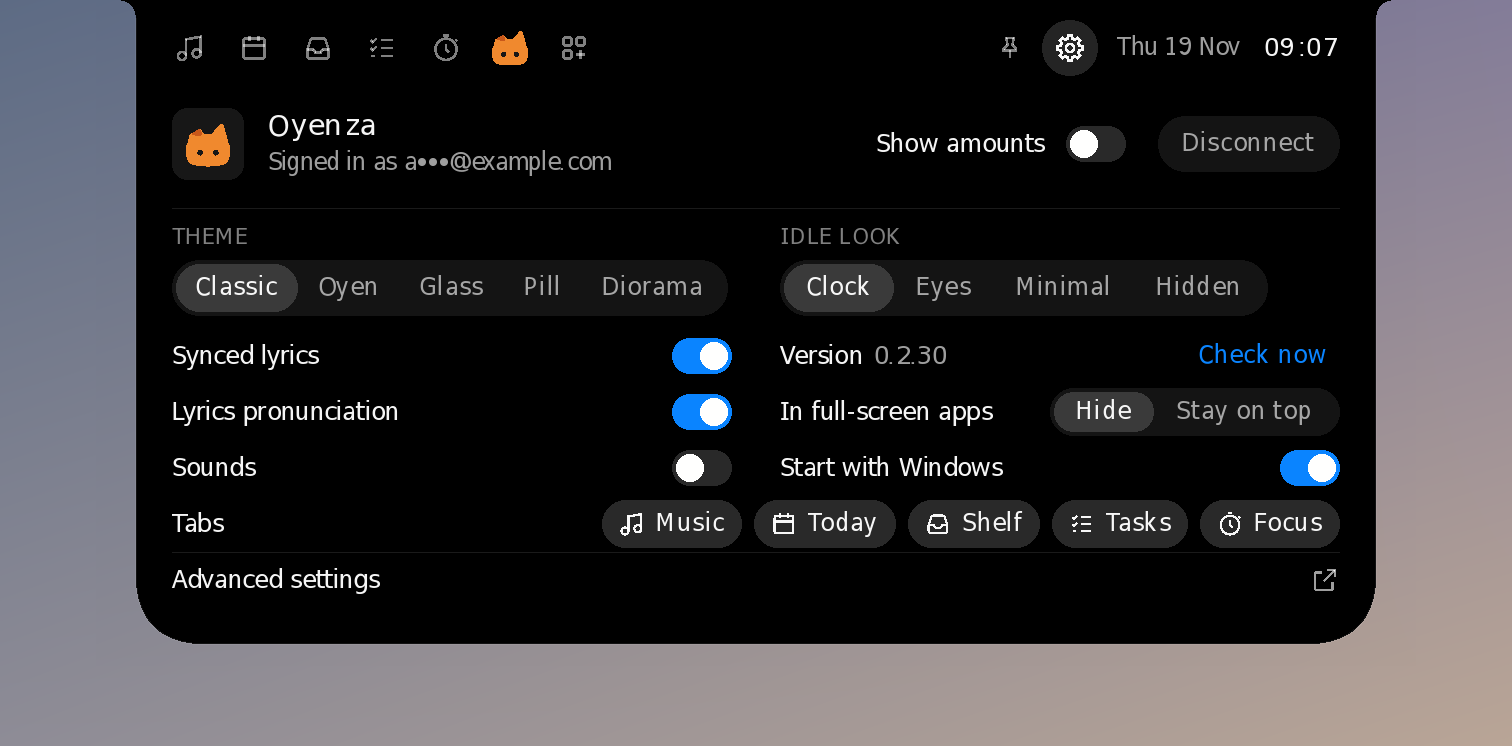 Thu 19 Nov 09:07
Oyenza
Signed in as a•••@example.com
Show amounts
Disconnect
THEME
IDLE LOOK
Classic Oyen Glass Pill Diorama
Clock Eyes Minimal Hidden
Synced lyrics
Version 0.2.30 Check now
Lyrics pronunciation
In full-screen apps Hide Stay on top
Sounds
Start with Windows
Tabs Music Today Shelf Tasks Focus
Advanced settings